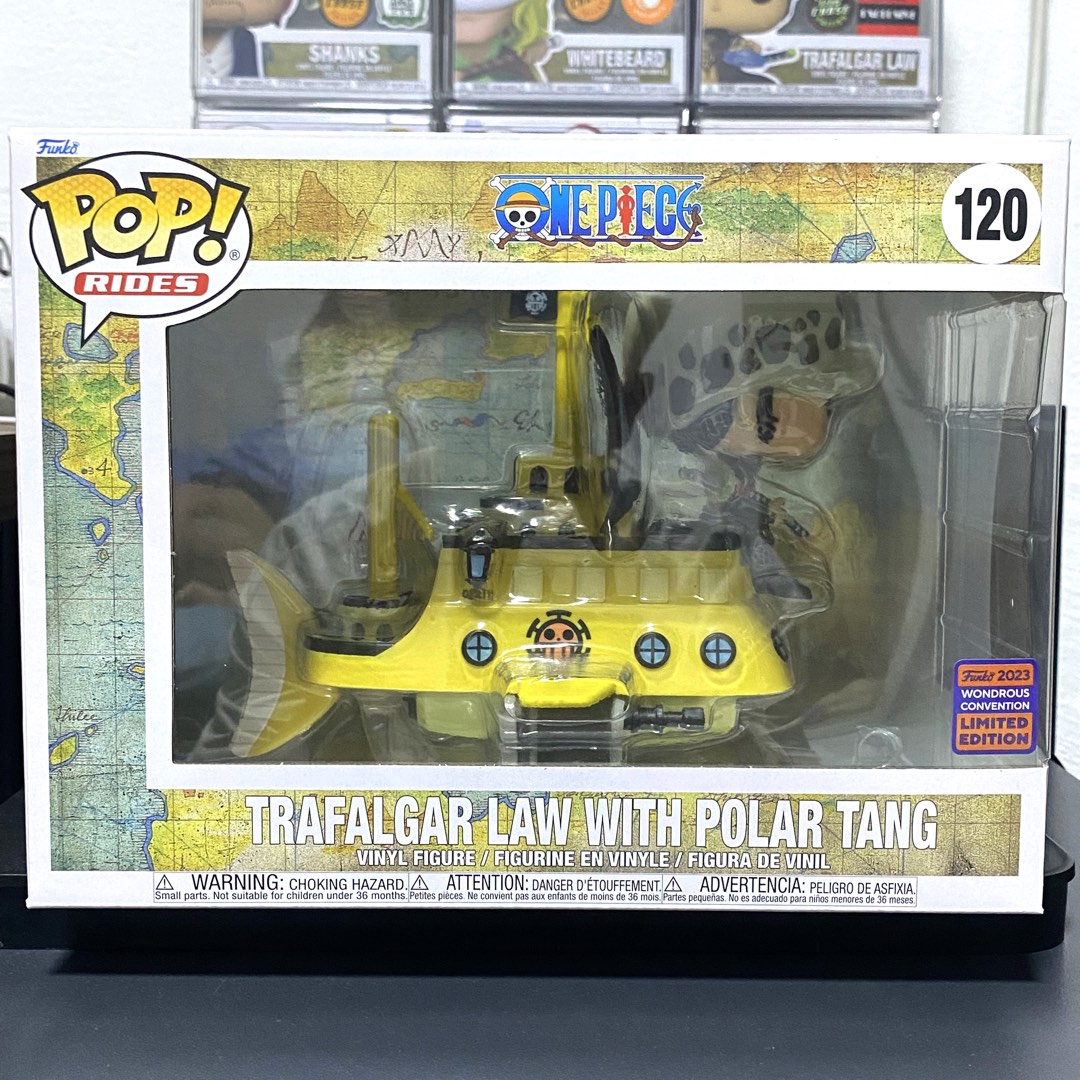 SHANKS
WHITEBEARD
TRAFALGAR LAW
Funko
POP!
®
RIDES
ONE PIECE
120
Funko 2023
WONDROUS
CONVENTION
LIMITED
EDITION
TRAFALGAR LAW WITH POLAR TANG
VINYL FIGURE / FIGURINE EN VINYLE / FIGURA DE VINIL
WARNING: CHOKING HAZARD.
Small parts. Not suitable for children under 36 months.
ATTENTION: DANGER D'ÉTOUFFEMENT.
Petites pièces. Ne convient pas aux enfants de moins de 36 mois.
ADVERTENCIA: PELIGRO DE ASFIXIA.
Partes pequeñas. No es adecuado para niños menores de 36 meses.